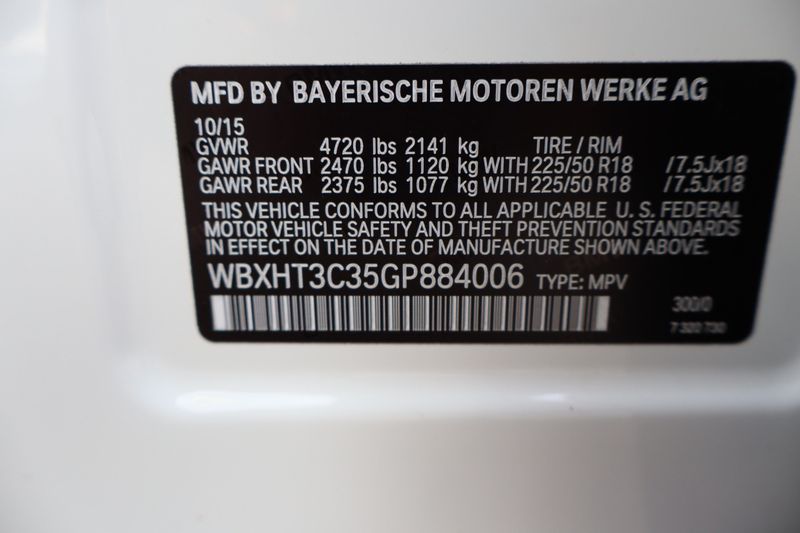 MFD BY BAYERISCHE MOTOREN WERKE AG
10/15
GVWR 4720 lbs 2141 kg TIRE / RIM
GAWR FRONT 2470 lbs 1120 kg WITH 225/50 R18 /7.5Jx18
GAWR REAR 2375 lbs 1077 kg WITH 225/50 R18 /7.5Jx18
THIS VEHICLE CONFORMS TO ALL APPLICABLE U. S. FEDERAL
MOTOR VEHICLE SAFETY AND THEFT PREVENTION STANDARDS
IN EFFECT ON THE DATE OF MANUFACTURE SHOWN ABOVE.
WBXHT3C35GP884006 TYPE: MPV
300/0
7 320 730